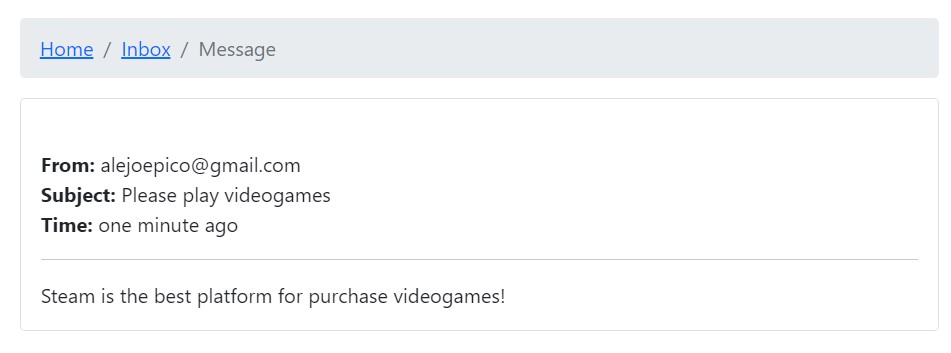 Home / Inbox / Message
From: alejoepico@gmail.com
Subject: Please play videogames
Time: one minute ago
Steam is the best platform for purchase videogames!